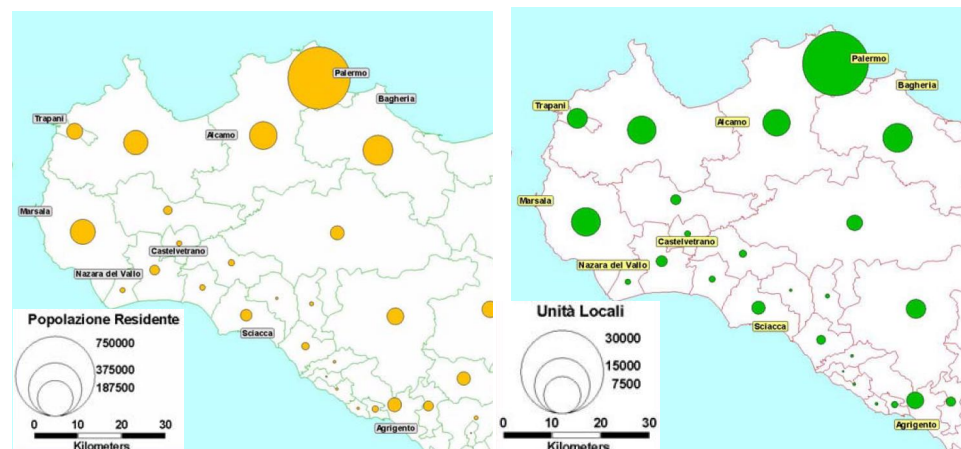 Palermo
Bagheria
Trapani
Alcamo
Marsala
Castelvetrano
Nazara del Vallo
Sciacca
Agrigento
Popolazione Residente
750000
375000
187500
0 10 20 30
Kilometers
Palermo
Bagheria
Trapani
Alcamo
Marsala
Castelvetrano
Nazara del Vallo
Sciacca
Agrigento
Unità Locali
30000
15000
7500
0 10 20 30
Kilometers